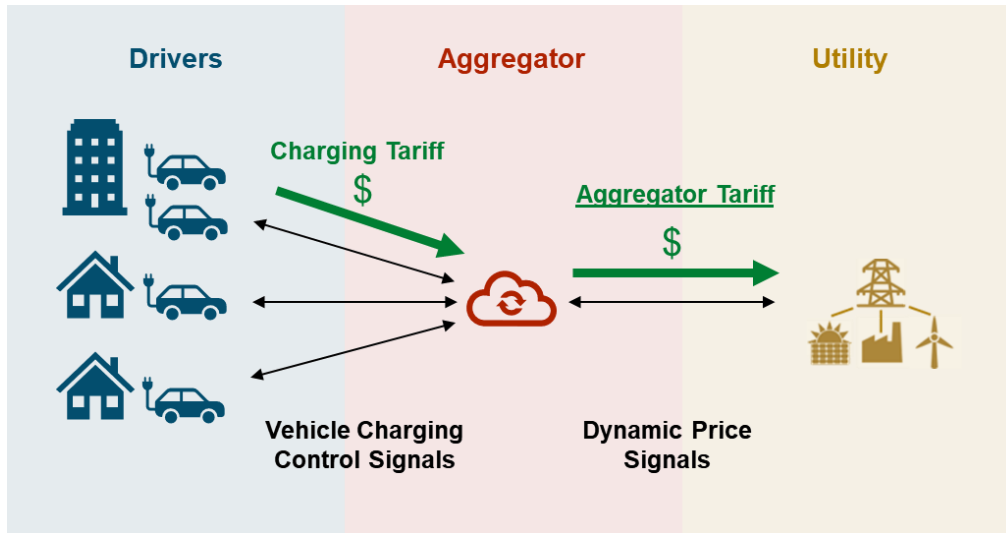 Drivers
Aggregator
Utility
Charging Tariff
$
Aggregator Tariff
$
Vehicle Charging
Control Signals
Dynamic Price
Signals